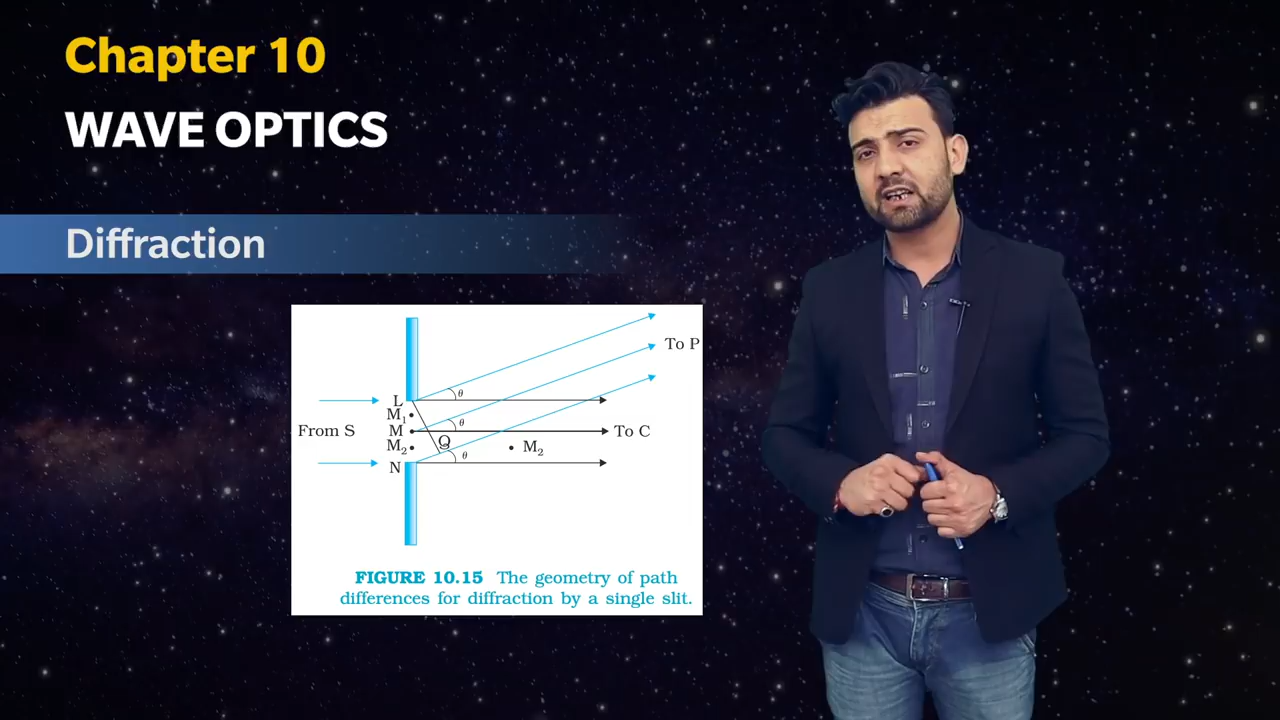 Chapter 10
WAVE OPTICS
Diffraction
To P
L
θ
M₁
M
θ
From S
To C
M₂
Q
M₂
N
θ
FIGURE 10.15 The geometry of path
differences for diffraction by a single slit.